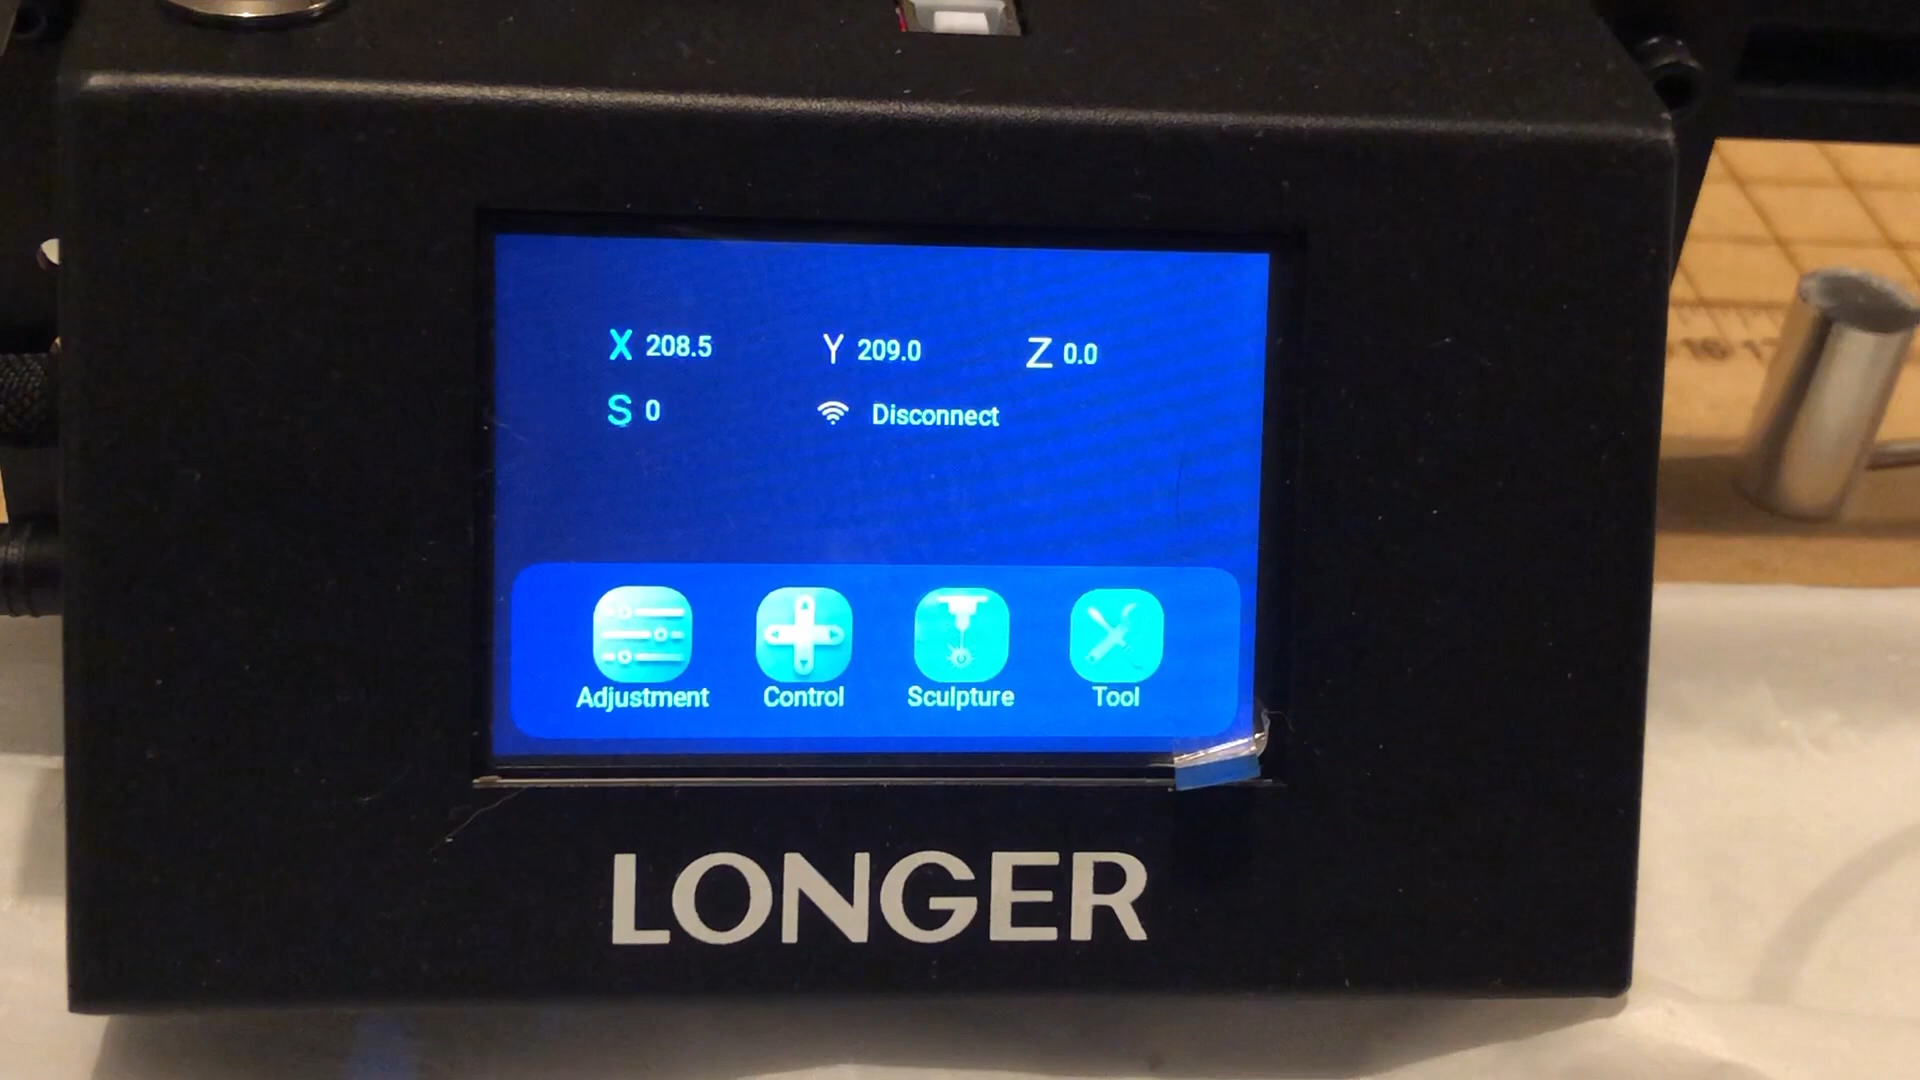 X 208.5 Y 209.0 Z 0.0
S 0 Disconnect
Adjustment Control Sculpture Tool
LONGER